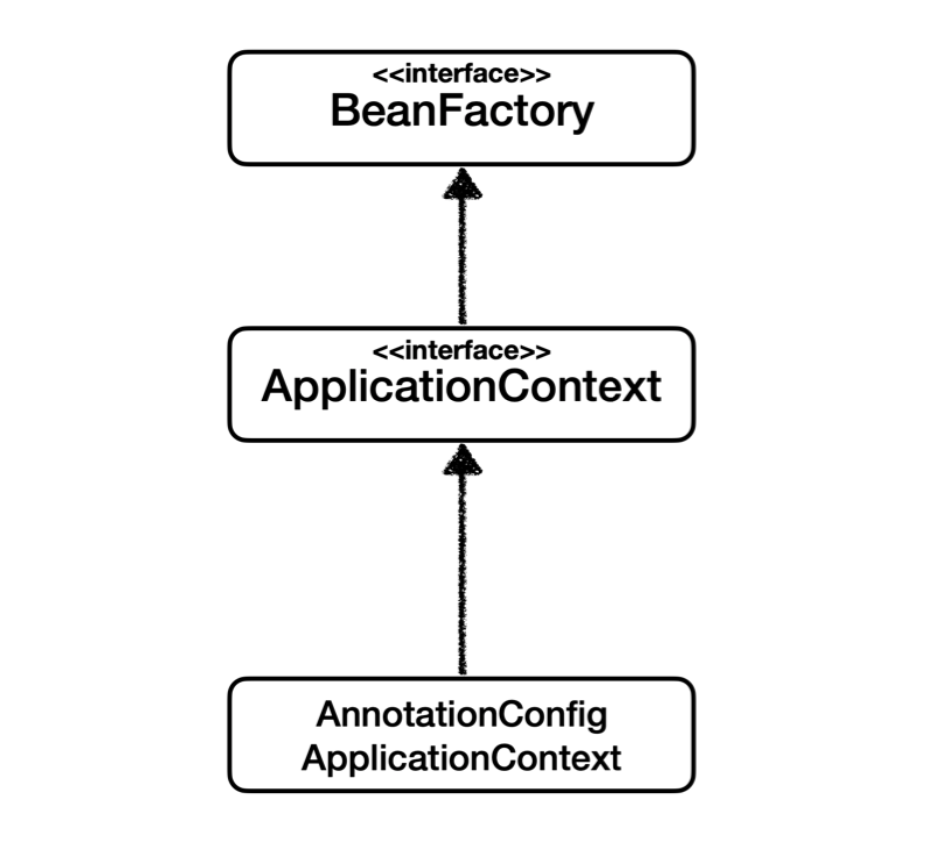 <<interface>>
BeanFactory
<<interface>>
ApplicationContext
AnnotationConfig
ApplicationContext